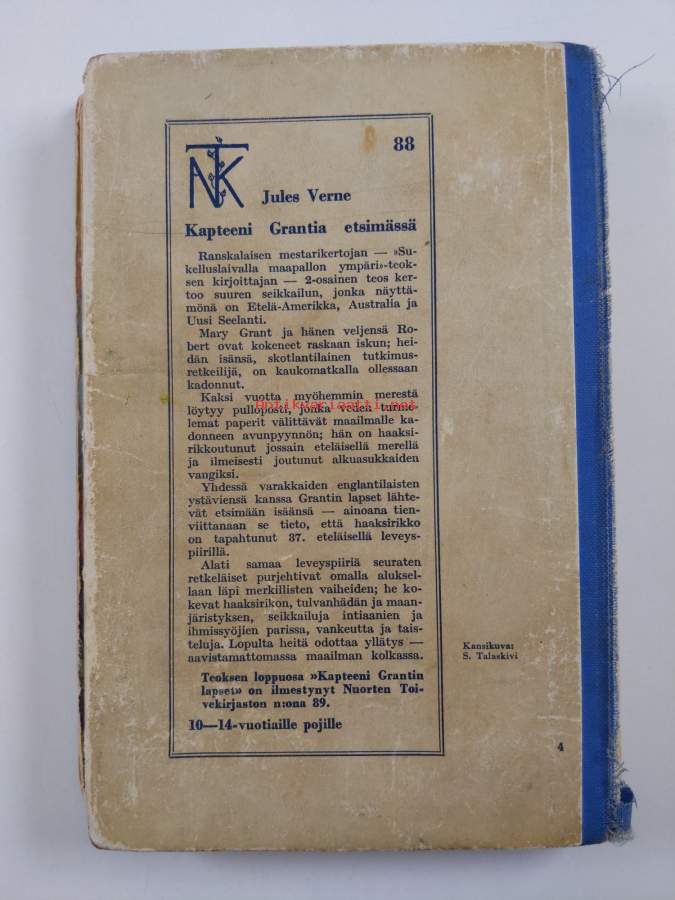 NTK
88
Jules Verne
Kapteeni Grantia etsimässä
Ranskalaisen mestarikertojan — »Su-
kelluslaivalla maapallon ympäri»-teok-
sen kirjoittajan — 2-osainen teos ker-
too suuren seikkailun, jonka näyttä-
mönä on Etelä-Amerikka, Australia ja
Uusi Seelanti.
Mary Grant ja hänen veljensä Ro-
bert ovat kokeneet raskaan iskun; hei-
dän isänsä, skotlantilainen tutkimus-
retkeilijä, on kaukomatkalla ollessaan
kadonnut.
Kaksi vuotta myöhemmin merestä
löytyy pulloposti, jonka veden turme-
lemat paperit välittävät maailmalle ka-
donneen avunpyynnön; hän on haaksi-
rikkoutunut jossain eteläisellä merellä
ja ilmeisesti joutunut alkuasukkaiden
vangiksi.
Yhdessä varakkaiden englantilaisten
ystäviensä kanssa Grantin lapset lähte-
vät etsimään isäänsä — ainoana tien-
viittanaan se tieto, että haaksirikko
on tapahtunut 37. eteläisellä leveys-
piirillä.
Alati samaa leveyspiiriä seuraten
retkeläiset purjehtivat omalla aluksel-
laan läpi merkillisten vaiheiden; he ko-
kevat haaksirikon, tulvanhädän ja maan-
järistyksen, seikkailuja intiaanien ja
ihmissyöjien parissa, vankeutta ja tais-
teluja. Lopulta heitä odottaa yllätys —
aavistamattomassa maailman kolkassa.
Teoksen loppuosa »Kapteeni Grantin
lapset» on ilmestynyt Nuorten Toi-
vekirjaston n:ona 89.
10—14-vuotiaille pojille
Kansikuva:
S. Talaskivi
4
Antikvariaatti.net